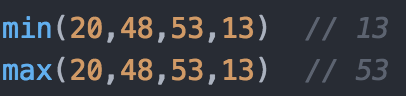 min(20,48,53,13)  // 13
max(20,48,53,13)  // 53